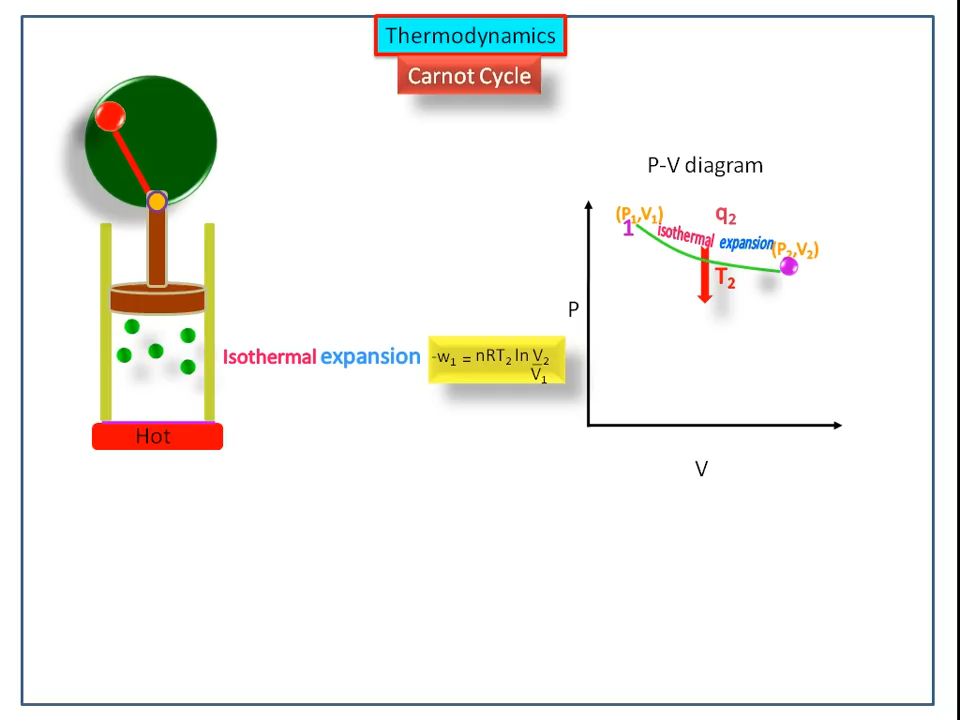 Thermodynamics
Carnot Cycle
P-V diagram
(P₁,V₁)
q₂
1
isothermal expansion
(P₂,V₂)
T₂
P
Isothermal expansion
-w₁ = nRT₂ ln V₂
V₁
Hot
V